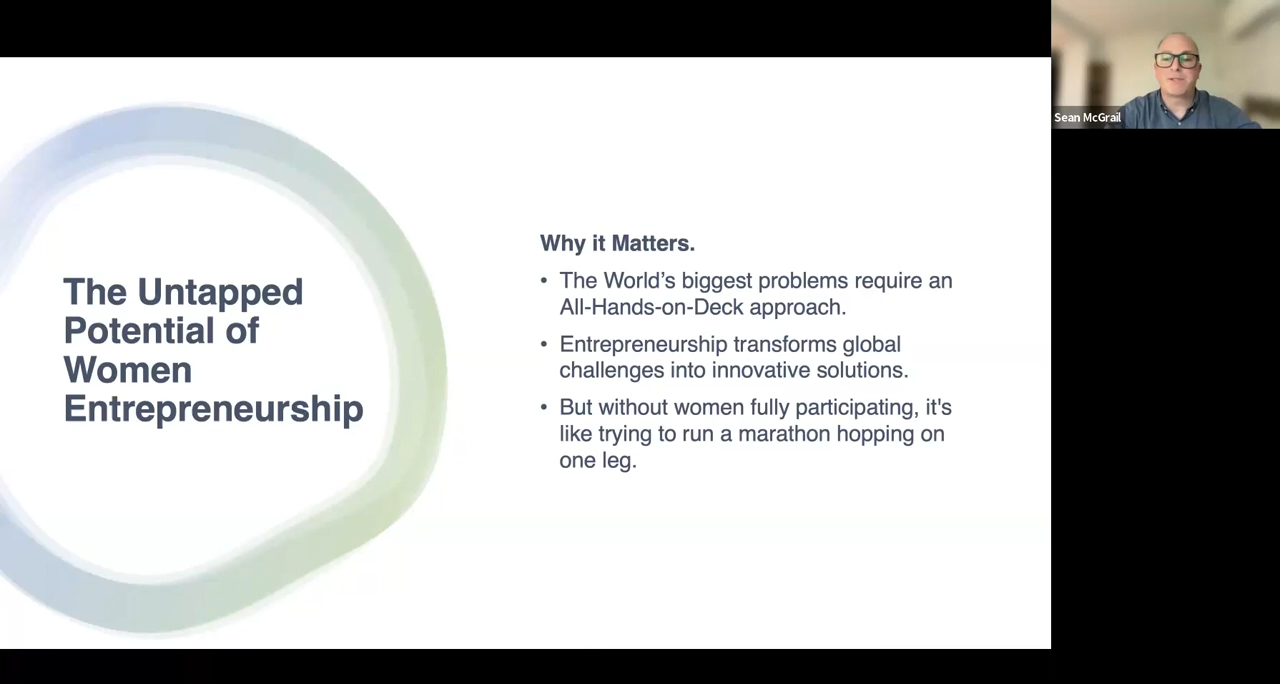 The Untapped
Potential of
Women
Entrepreneurship
Why it Matters.
• The World's biggest problems require an
All-Hands-on-Deck approach.
• Entrepreneurship transforms global
challenges into innovative solutions.
• But without women fully participating, it's
like trying to run a marathon hopping on
one leg.
Sean McGrail